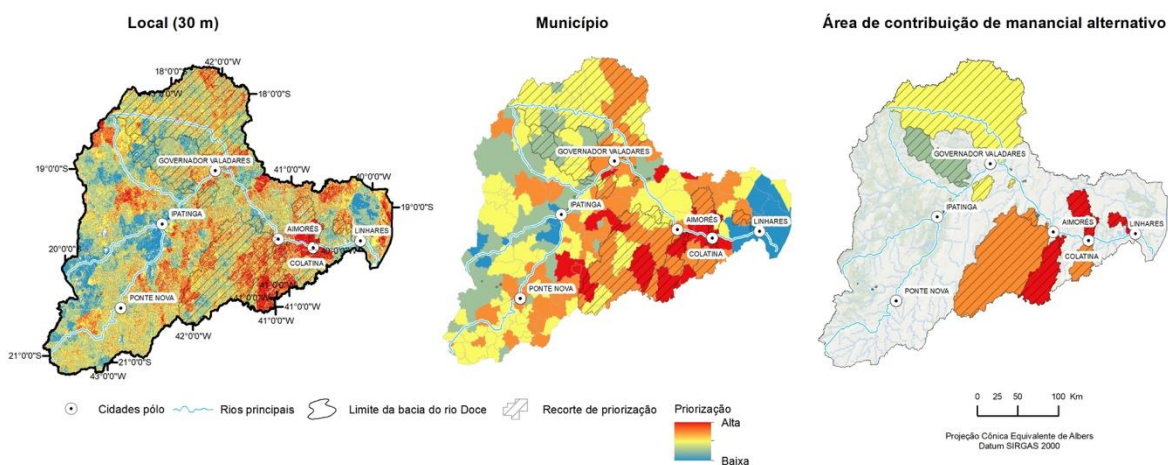 Local (30 m)
Município
Área de contribuição de manancial alternativo
42°0'0"W
18°0'0"S
18°0'0"S
19°0'0"S
GOVERNADOR VALADARES
41°0'0"W
40°0'0"W
19°0'0"S
IPATINGA
AIMORÉS
LINHARES
20°0'0"S
COLATINA
PONTE NOVA
41°0'0"W
42°0'0"W
21°0'0"S
21°0'0"S
43°0'0"W
GOVERNADOR VALADARES
IPATINGA
AIMORÉS
LINHARES
COLATINA
PONTE NOVA
GOVERNADOR VALADARES
IPATINGA
AIMORÉS
LINHARES
COLATINA
PONTE NOVA
Cidades pólo
Rios principais
Limite da bacia do rio Doce
Recorte de priorização
Priorização
Alta
Baixa
0 25 50 100 Km
Projeção Cônica Equivalente de Albers
Datum SIRGAS 2000